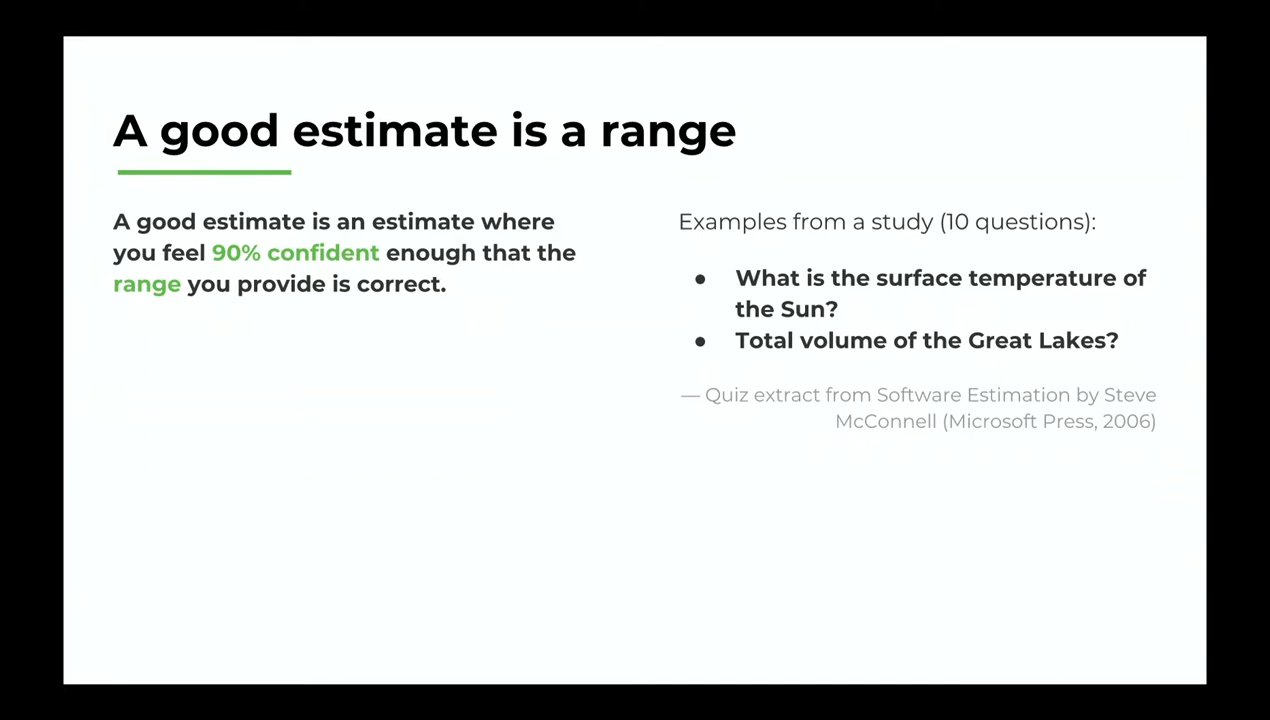 A good estimate is a range
A good estimate is an estimate where
you feel 90% confident enough that the
range you provide is correct.
Examples from a study (10 questions):
● What is the surface temperature of
the Sun?
● Total volume of the Great Lakes?
— Quiz extract from Software Estimation by Steve
McConnell (Microsoft Press, 2006)